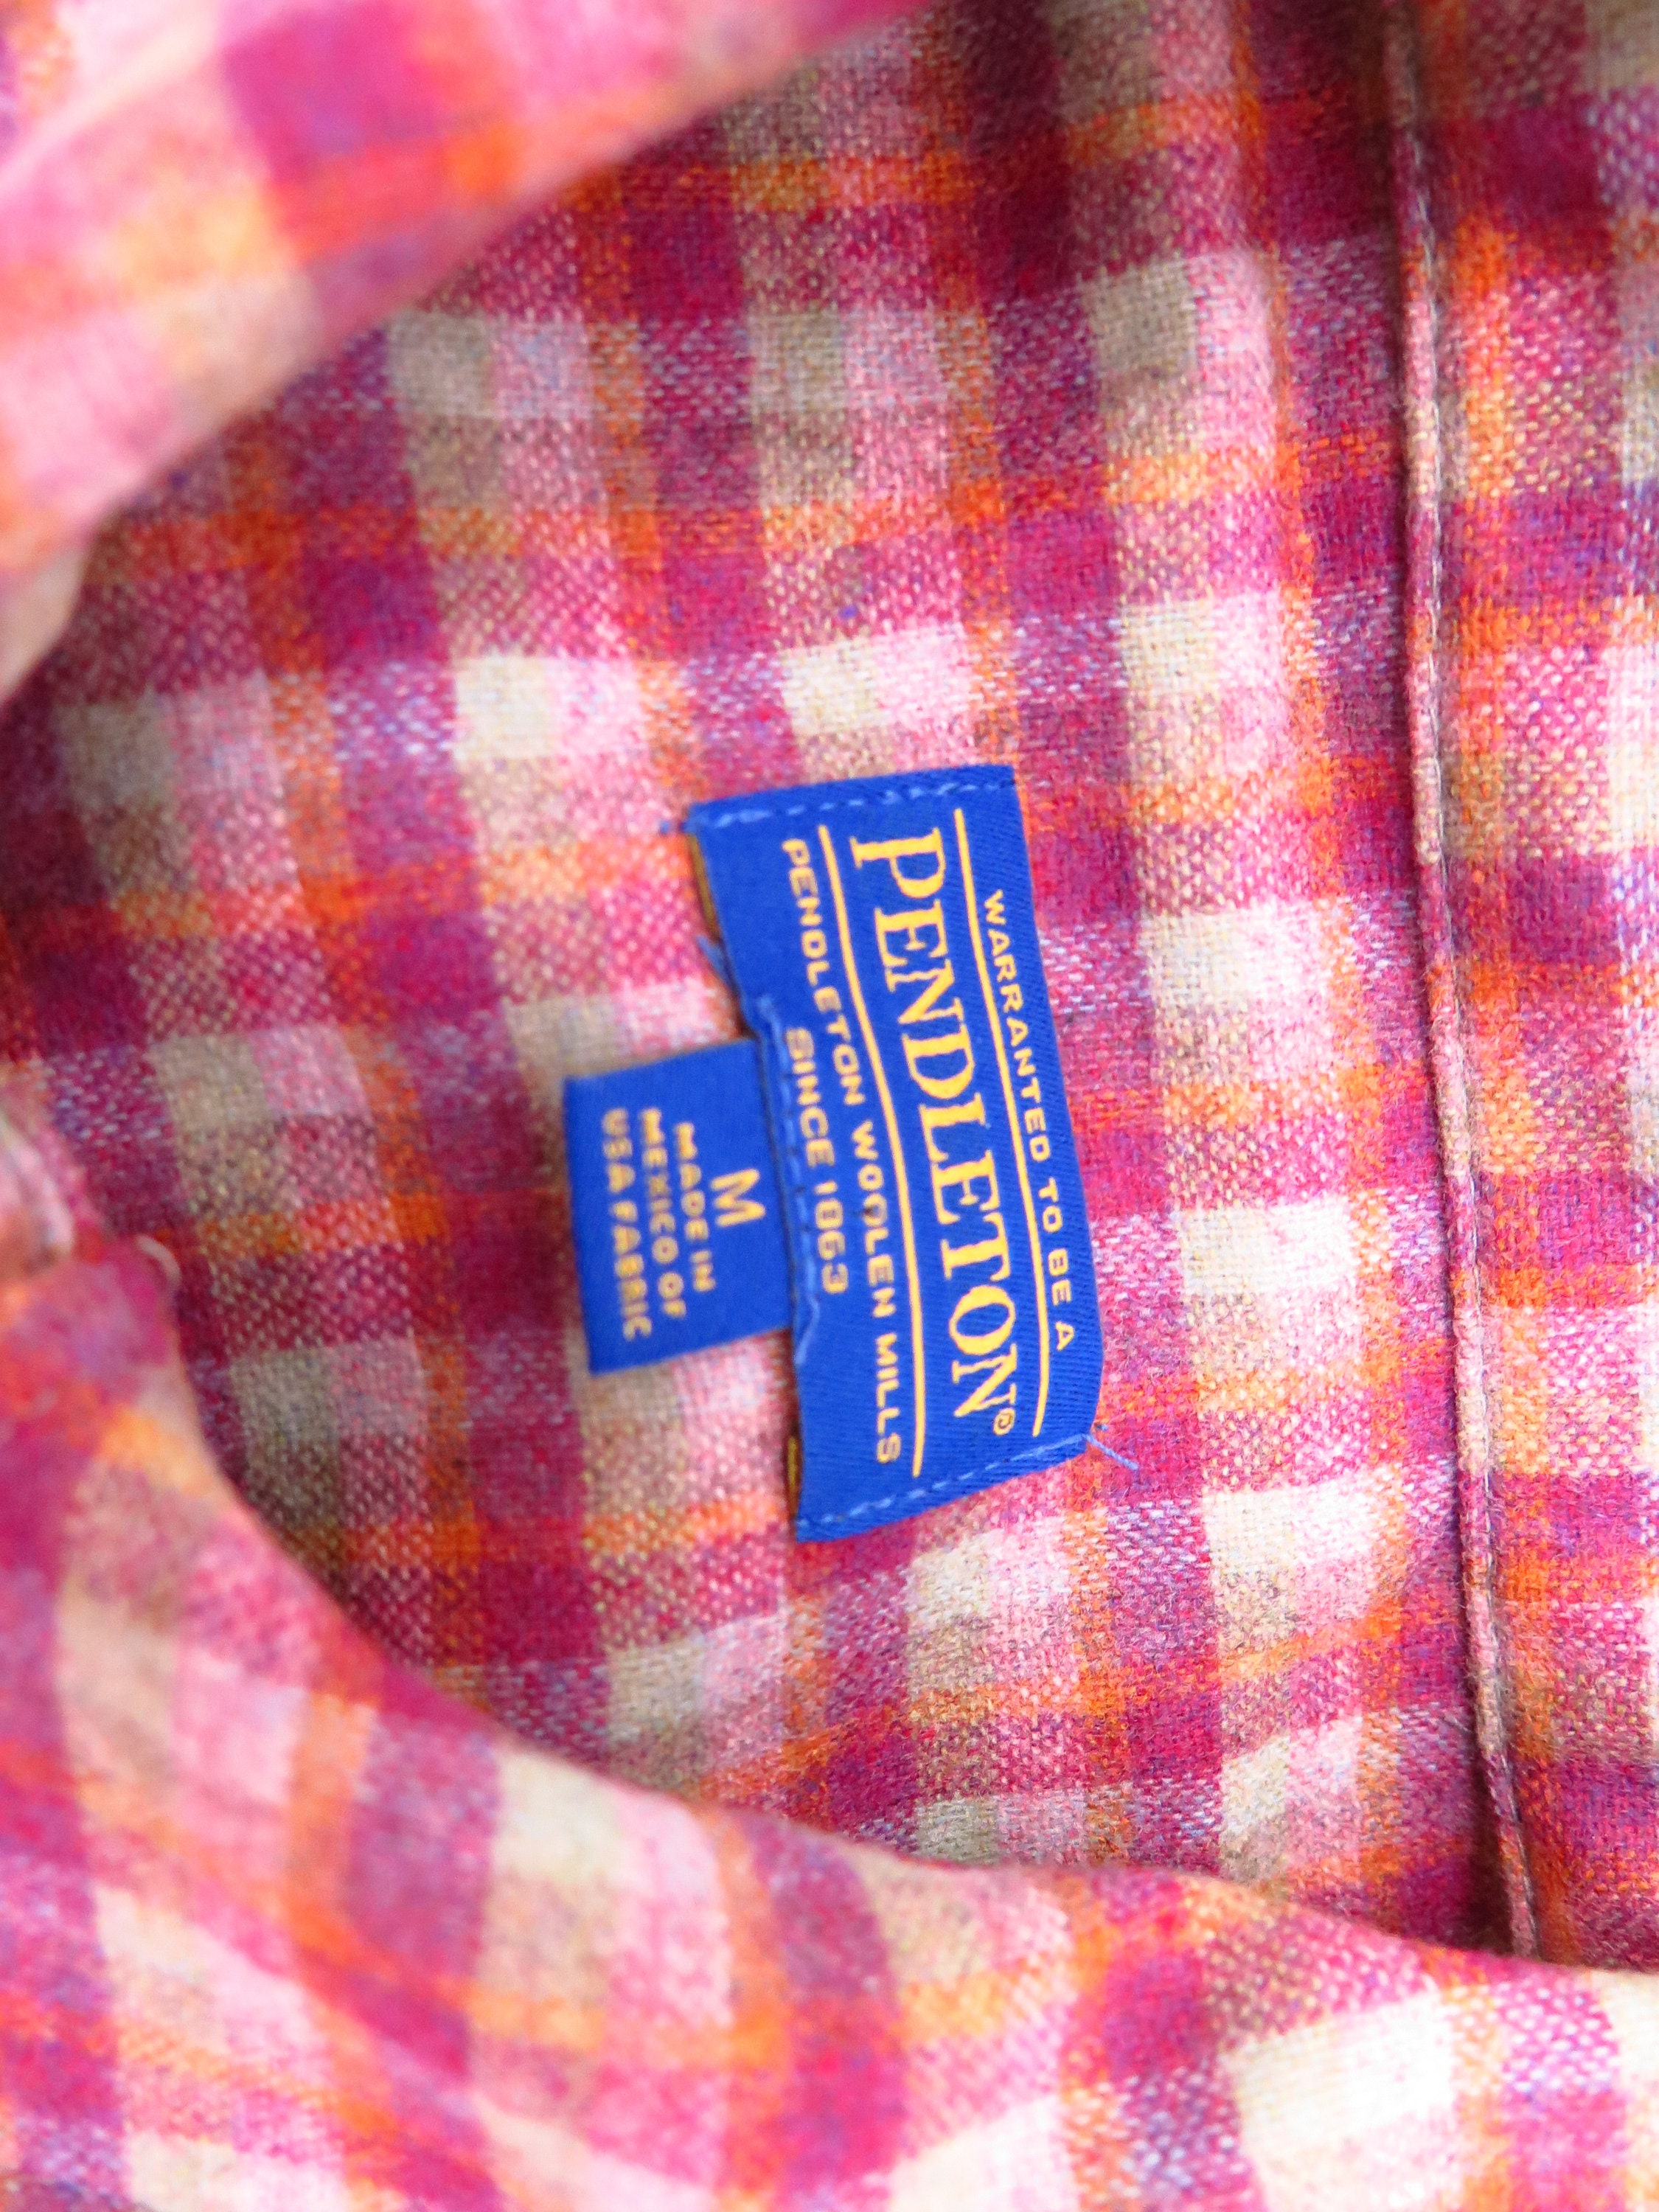 WARRANTED TO BE A
PENDLETON®
PENDLETON WOOLEN MILLS
SINCE 1863
M
MADE IN
MEXICO OF
USA FABRIC